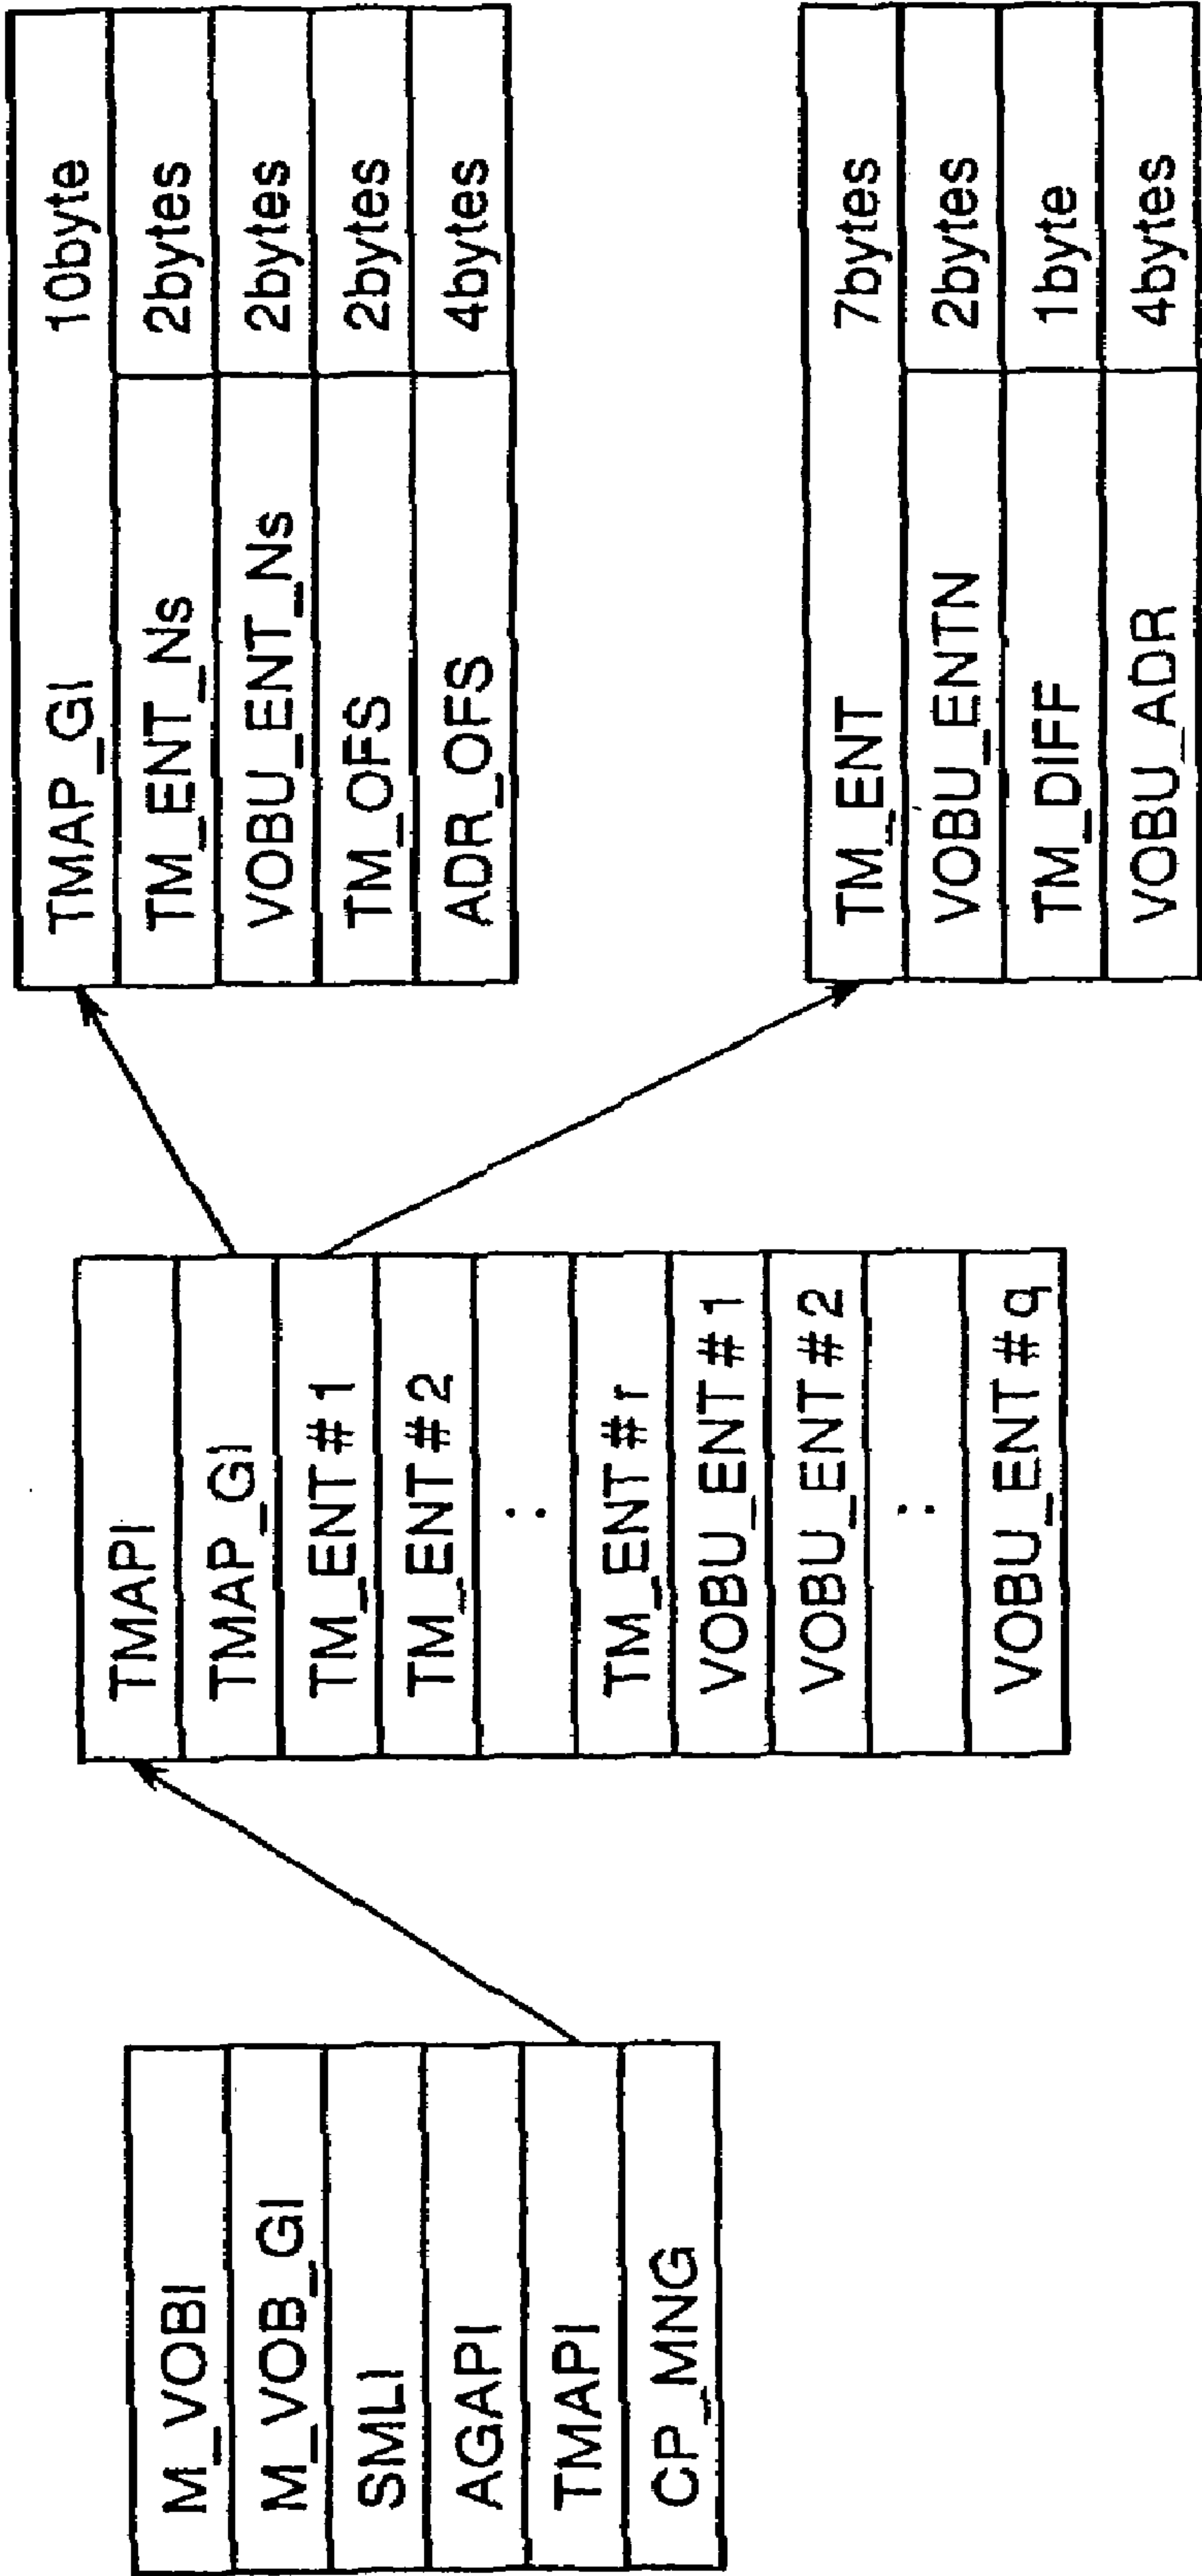 M_VOBI
M_VOB_GI
SMLI
AGAPI
TMAPI
CP_MNG
TMAPI
TMAP_GI
TM_ENT#1
TM_ENT#2
:
TM_ENT#r
VOBU_ENT#1
VOBU_ENT#2
:
VOBU_ENT#q
TMAP_GI 10byte
TM_ENT_Ns 2bytes
VOBU_ENT_Ns 2bytes
TM_OFS 2bytes
ADR_OFS 4bytes
TM_ENT 7bytes
VOBU_ENTN 2bytes
TM_DIFF 1byte
VOBU_ADR 4bytes